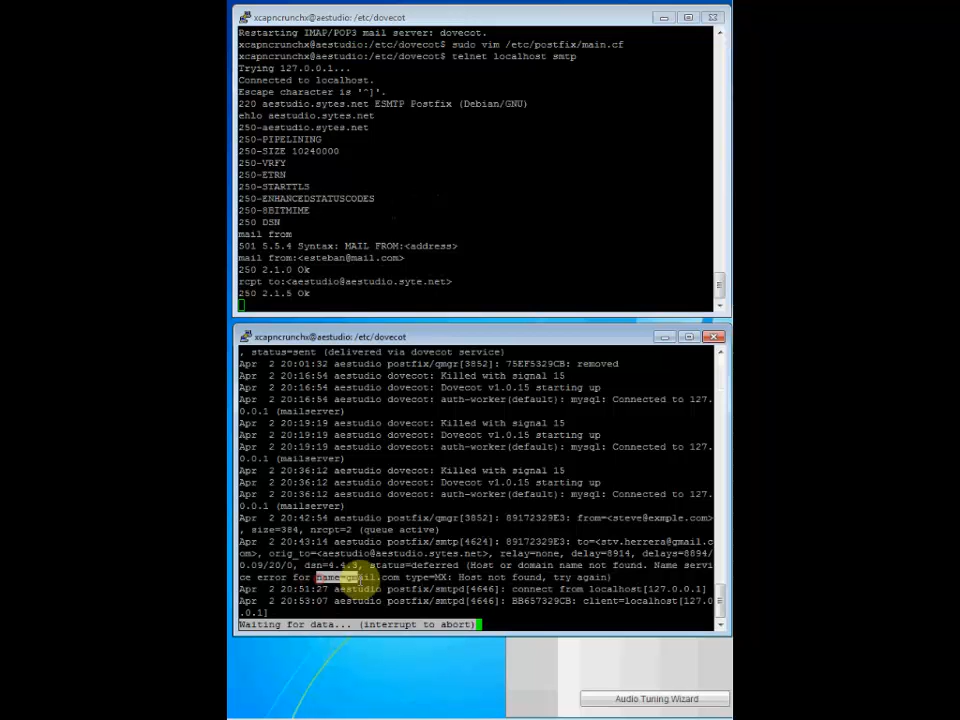 xcapncrunchx@aestudio: /etc/dovecot
Restarting IMAP/POP3 mail server: dovecot.
xcapncrunchx@aestudio:/etc/dovecot$ sudo vim /etc/postfix/main.cf
xcapncrunchx@aestudio:/etc/dovecot$ telnet localhost smtp
Trying 127.0.0.1...
Connected to localhost.
Escape character is '^]'.
220 aestudio.sytes.net ESMTP Postfix (Debian/GNU)
ehlo aestudio.sytes.net
250-aestudio.sytes.net
250-PIPELINING
250-SIZE 10240000
250-VRFY
250-ETRN
250-STARTTLS
250-ENHANCEDSTATUSCODES
250-8BITMIME
250 DSN
mail from
501 5.5.4 Syntax: MAIL FROM:<address>
mail from:<esteban@mail.com>
250 2.1.0 Ok
rcpt to:<aestudio@aestudio.syte.net>
250 2.1.5 Ok
xcapncrunchx@aestudio: /etc/dovecot
, status=sent (delivered via dovecot service)
Apr  2 20:01:32 aestudio postfix/qmgr[3852]: 75EF5329CB: removed
Apr  2 20:16:54 aestudio dovecot: Killed with signal 15
Apr  2 20:16:54 aestudio dovecot: Dovecot v1.0.15 starting up
Apr  2 20:16:54 aestudio dovecot: auth-worker(default): mysql: Connected to 127.
0.0.1 (mailserver)
Apr  2 20:19:19 aestudio dovecot: Killed with signal 15
Apr  2 20:19:19 aestudio dovecot: Dovecot v1.0.15 starting up
Apr  2 20:19:19 aestudio dovecot: auth-worker(default): mysql: Connected to 127.
0.0.1 (mailserver)
Apr  2 20:36:12 aestudio dovecot: Killed with signal 15
Apr  2 20:36:12 aestudio dovecot: Dovecot v1.0.15 starting up
Apr  2 20:36:12 aestudio dovecot: auth-worker(default): mysql: Connected to 127.
0.0.1 (mailserver)
Apr  2 20:42:54 aestudio postfix/qmgr[3852]: 89172329E3: from=<steve@exmple.com>
, size=384, nrcpt=2 (queue active)
Apr  2 20:43:14 aestudio postfix/smtp[4624]: 89172329E3: to=<stv.herrera@gmail.c
om>, orig_to=<aestudio@aestudio.sytes.net>, relay=none, delay=8914, delays=8894/
0.09/20/0, dsn=4.4.3, status=deferred (Host or domain name not found. Name servi
ce error for name=gmail.com type=MX: Host not found, try again)
Apr  2 20:51:27 aestudio postfix/smtpd[4646]: connect from localhost[127.0.0.1]
Apr  2 20:53:07 aestudio postfix/smtpd[4646]: BB657329CB: client=localhost[127.0
.0.1]
Waiting for data... (interrupt to abort)
Audio Tuning Wizard